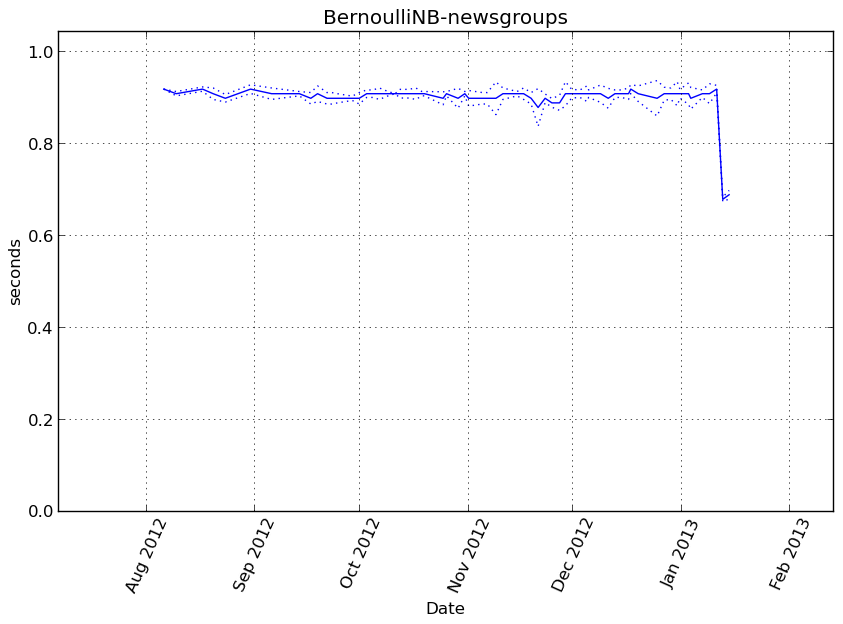 BernoulliNB-newsgroups
1.0
0.8
0.6
0.4
0.2
0.0
seconds
Aug 2012
Sep 2012
Oct 2012
Nov 2012
Dec 2012
Jan 2013
Feb 2013
Date